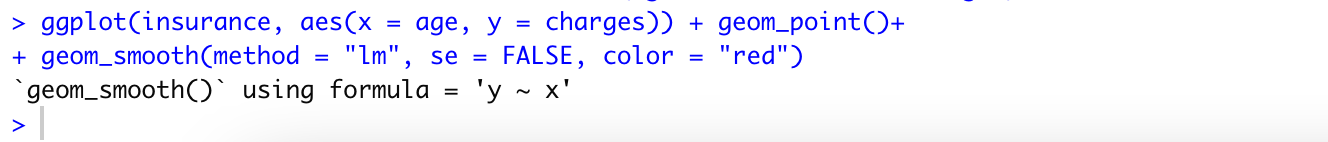 > ggplot(insurance, aes(x = age, y = charges)) + geom_point()+
+ geom_smooth(method = "lm", se = FALSE, color = "red")
`geom_smooth()` using formula = 'y ~ x'
>